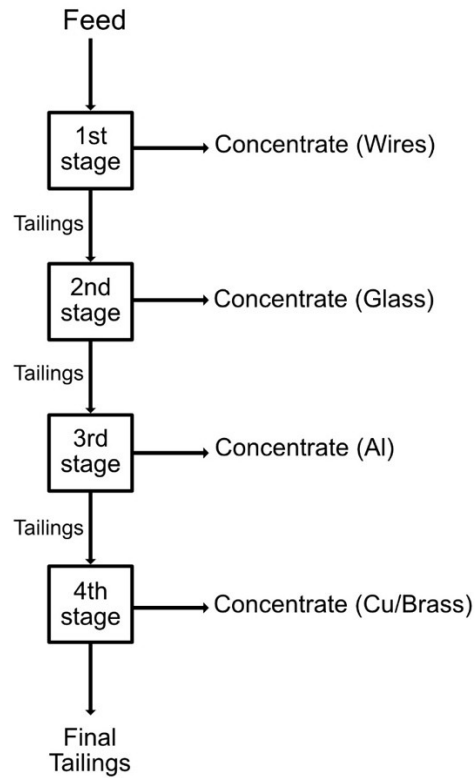 Feed
1st
stage
Concentrate (Wires)
Tailings
2nd
stage
Concentrate (Glass)
Tailings
3rd
stage
Concentrate (Al)
Tailings
4th
stage
Concentrate (Cu/Brass)
Final
Tailings